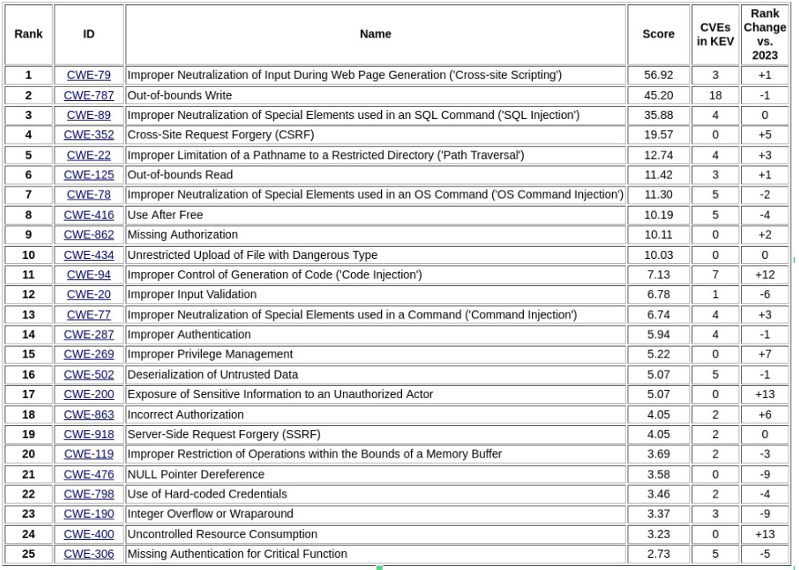 Rank ID Name Score CVEs in KEV Rank Change vs. 2023
1 CWE-79 Improper Neutralization of Input During Web Page Generation ('Cross-site Scripting') 56.92 3 +1
2 CWE-787 Out-of-bounds Write 45.20 18 -1
3 CWE-89 Improper Neutralization of Special Elements used in an SQL Command ('SQL Injection') 35.88 4 0
4 CWE-352 Cross-Site Request Forgery (CSRF) 19.57 0 +5
5 CWE-22 Improper Limitation of a Pathname to a Restricted Directory ('Path Traversal') 12.74 4 +3
6 CWE-125 Out-of-bounds Read 11.42 3 +1
7 CWE-78 Improper Neutralization of Special Elements used in an OS Command ('OS Command Injection') 11.30 5 -2
8 CWE-416 Use After Free 10.19 5 -4
9 CWE-862 Missing Authorization 10.11 0 +2
10 CWE-434 Unrestricted Upload of File with Dangerous Type 10.03 0 0
11 CWE-94 Improper Control of Generation of Code ('Code Injection') 7.13 7 +12
12 CWE-20 Improper Input Validation 6.78 1 -6
13 CWE-77 Improper Neutralization of Special Elements used in a Command ('Command Injection') 6.74 4 +3
14 CWE-287 Improper Authentication 5.94 4 -1
15 CWE-269 Improper Privilege Management 5.22 0 +7
16 CWE-502 Deserialization of Untrusted Data 5.07 5 -1
17 CWE-200 Exposure of Sensitive Information to an Unauthorized Actor 5.07 0 +13
18 CWE-863 Incorrect Authorization 4.05 2 +6
19 CWE-918 Server-Side Request Forgery (SSRF) 4.05 2 0
20 CWE-119 Improper Restriction of Operations within the Bounds of a Memory Buffer 3.69 2 -3
21 CWE-476 NULL Pointer Dereference 3.58 0 -9
22 CWE-798 Use of Hard-coded Credentials 3.46 2 -4
23 CWE-190 Integer Overflow or Wraparound 3.37 3 -9
24 CWE-400 Uncontrolled Resource Consumption 3.23 0 +13
25 CWE-306 Missing Authentication for Critical Function 2.73 5 -5